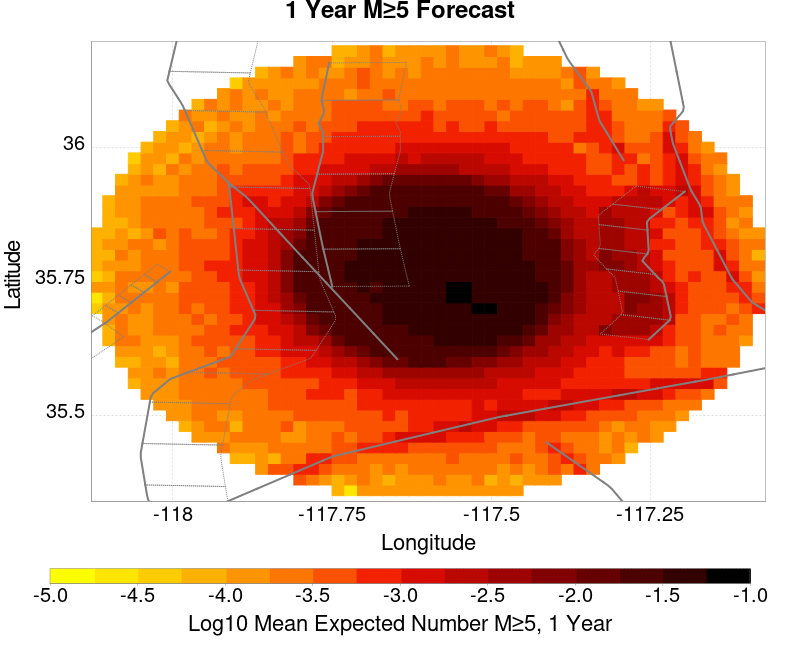 1 Year M≥5 Forecast
36
35.75
35.5
Latitude
-118 -117.75 -117.5 -117.25
Longitude
-5.0 -4.5 -4.0 -3.5 -3.0 -2.5 -2.0 -1.5 -1.0
Log10 Mean Expected Number M≥5, 1 Year